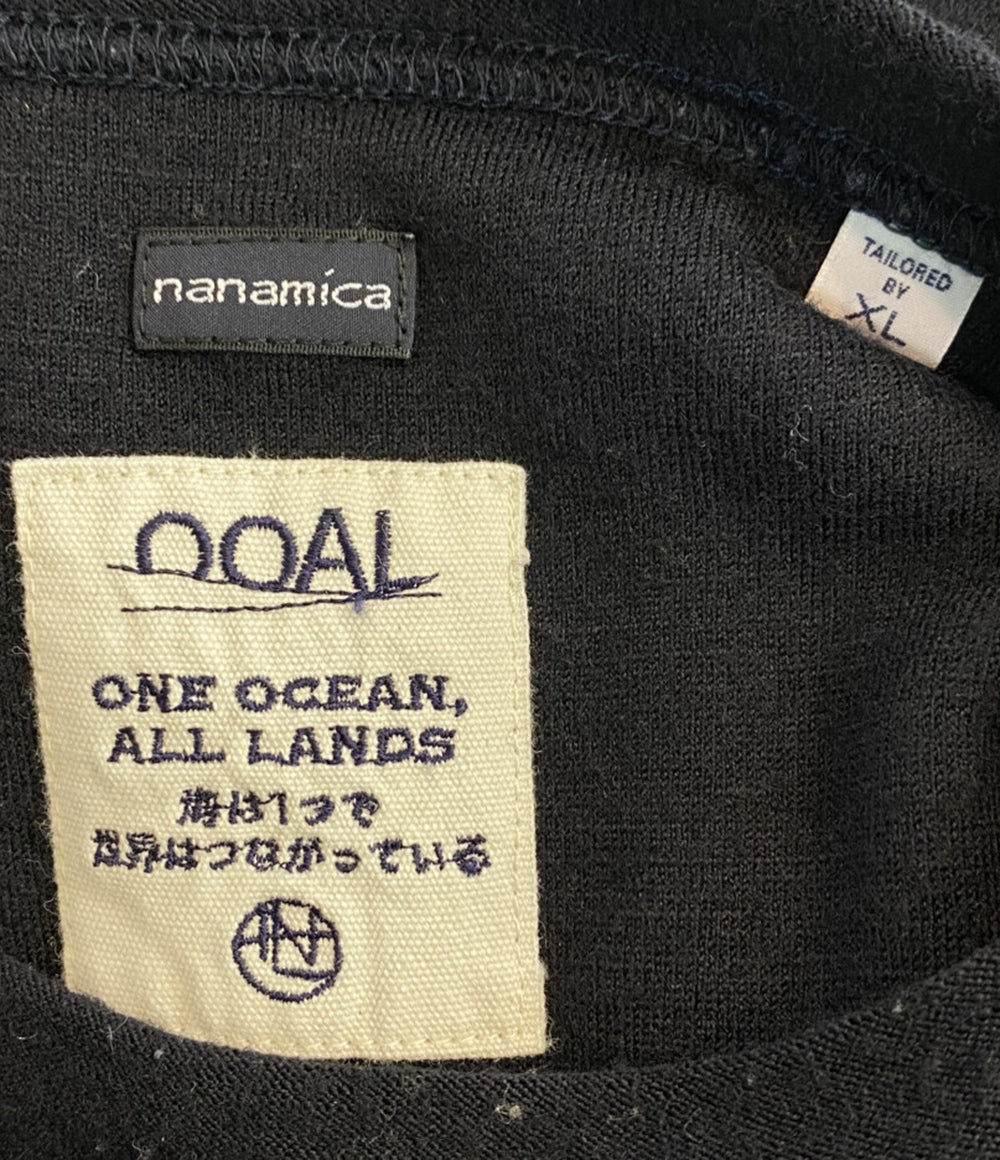 nanamica
TAILORED
BY
XL
OOAL
ONE OCEAN,
ALL LANDS
海は1つで
世界はつながっている